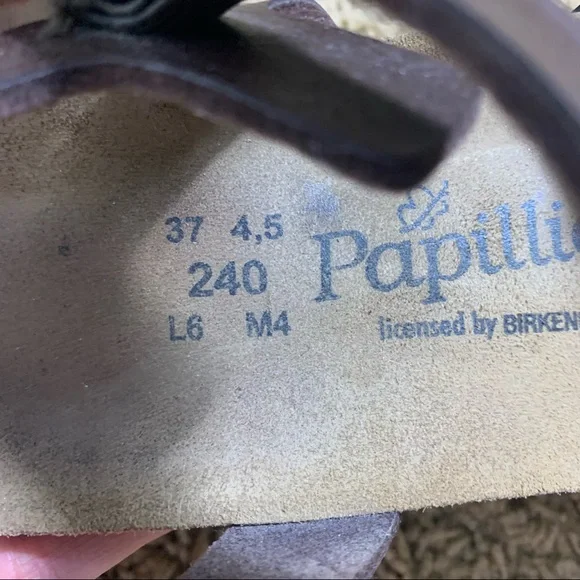 37 4,5
240
L6 M4
Papilli
licensed by BIRKEN